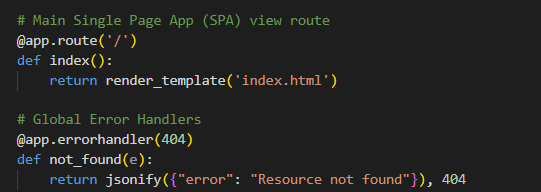 # Main Single Page App (SPA) view route
@app.route('/')
def index():
    return render_template('index.html')

# Global Error Handlers
@app.errorhandler(404)
def not_found(e):
    return jsonify({"error": "Resource not found"}), 404